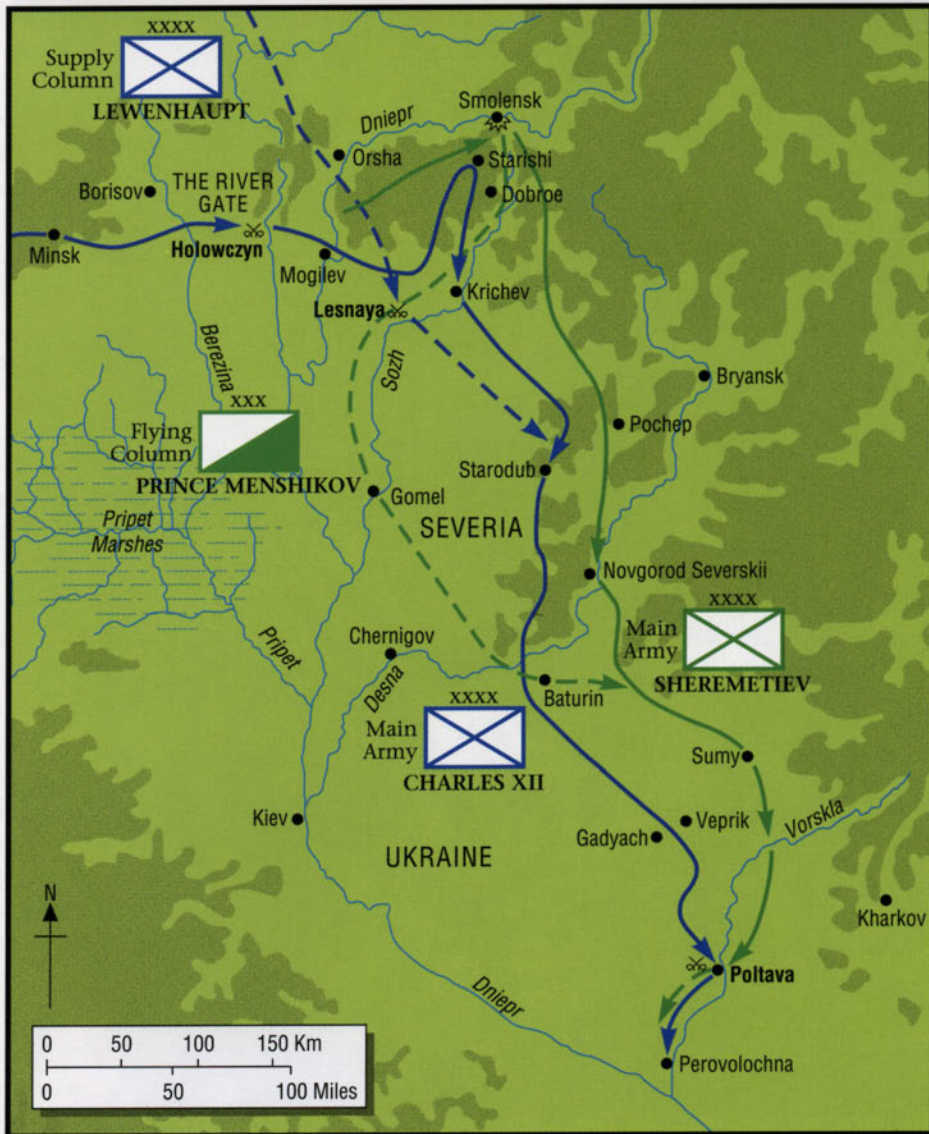 XXXX
Supply
Column
LEWENHAUPT
Smolensk
Dniepr
Orsha
Starishi
Borisov
THE RIVER
GATE
Dobroe
Minsk
Holowczyn
Mogilev
Krichev
Lesnaya
Berezina
Sozh
Bryansk
XXX
Flying
Column
PRINCE MENSHIKOV
Pochep
Starodub
Gomel
SEVERIA
Pripet
Marshes
Novgorod Severskii
XXXX
Main
Army
SHEREMETIEV
Pripet
Chernigov
Desna
Baturin
XXXX
Main
Army
CHARLES XII
Sumy
Kiev
Veprik
Vorskla
Gadyach
UKRAINE
N
Kharkov
Poltava
Dniepr
0 50 100 150 Km
0 50 100 Miles
Perovolochna